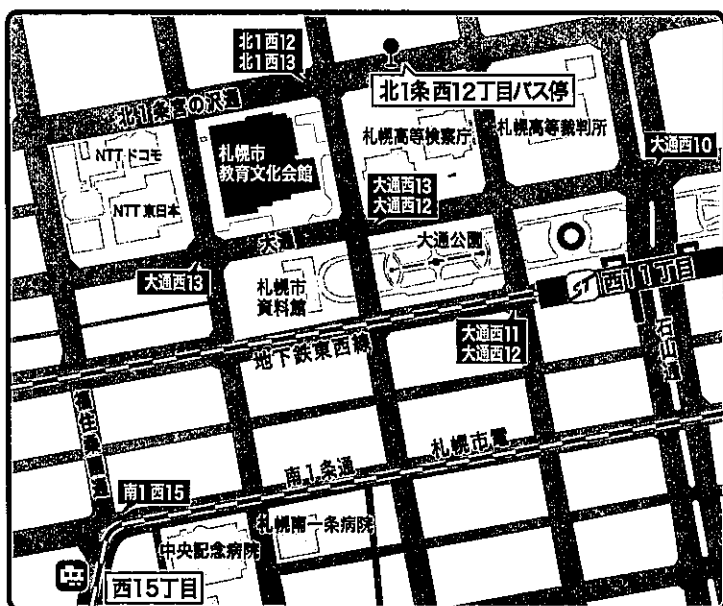 北1西12
北1西13
北1条西12丁目バス停
北1条宮の沢通
NTTドコモ
NTT東日本
札幌市
教育文化会館
札幌高等検察庁
札幌高等裁判所
大通西10
大通西13
大通西12
大通
大通公園
大通西13
札幌市
資料館
ST
西11丁目
大通西11
大通西12
地下鉄東西線
石山通
札幌市電
南1条通
南1西15
札幌南一条病院
中央記念病院
西15丁目